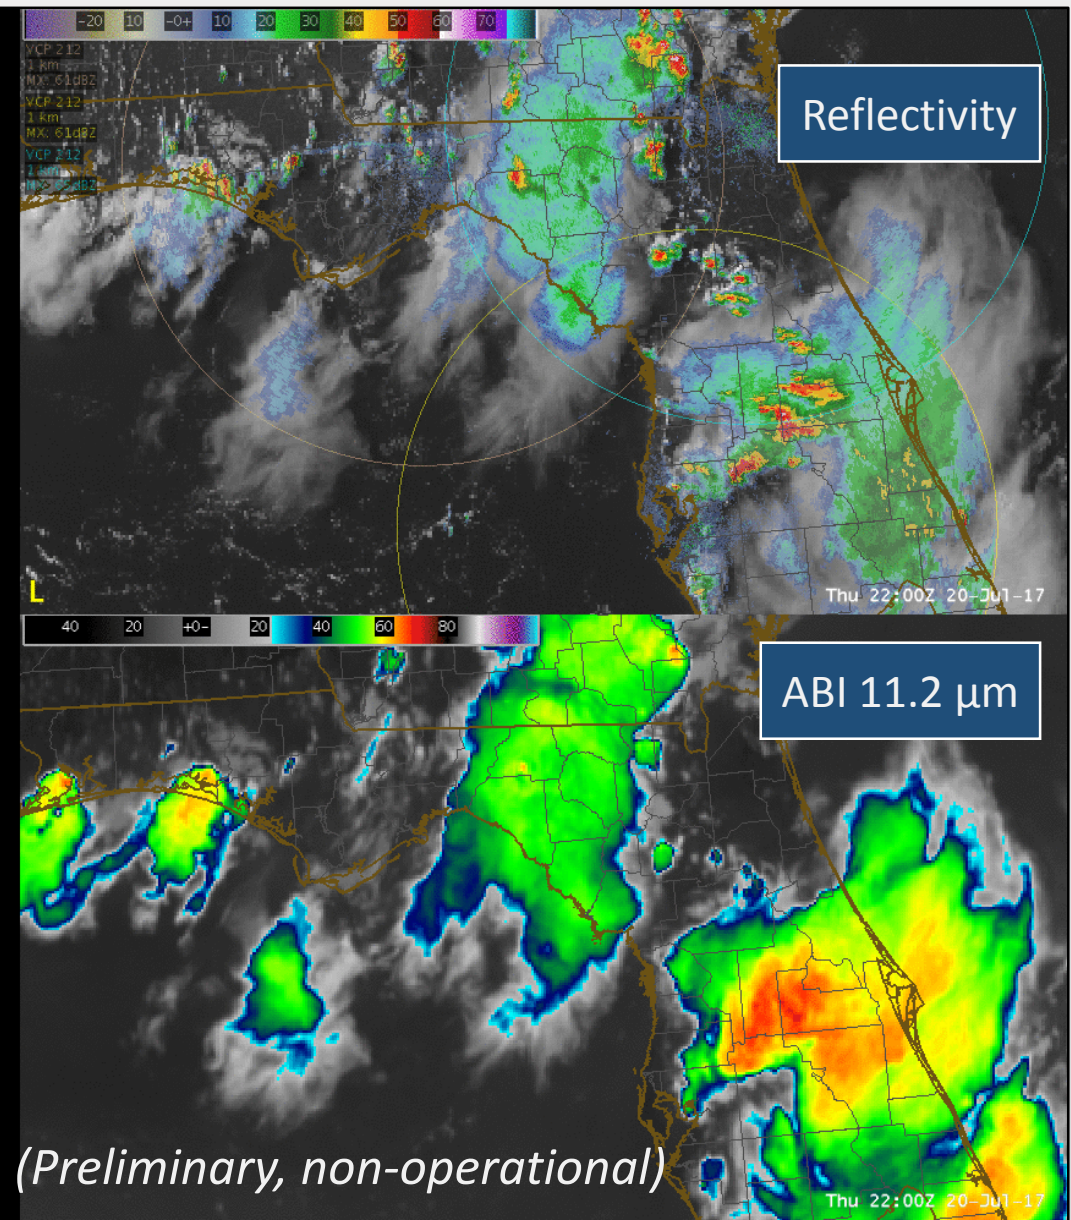 -20 10 -0+ 10 20 30 40 50 60 70
VCP 212
1 km
MX: 61dBZ
VCP 212
1 km
MX: 61dBZ
VCP 212
1 km
Reflectivity
L
Thu 22:00Z 20-Jul-17
40 20 +0- 20 40 60 80
ABI 11.2 µm
(Preliminary, non-operational)
Thu 22:00Z 20-Jul-17